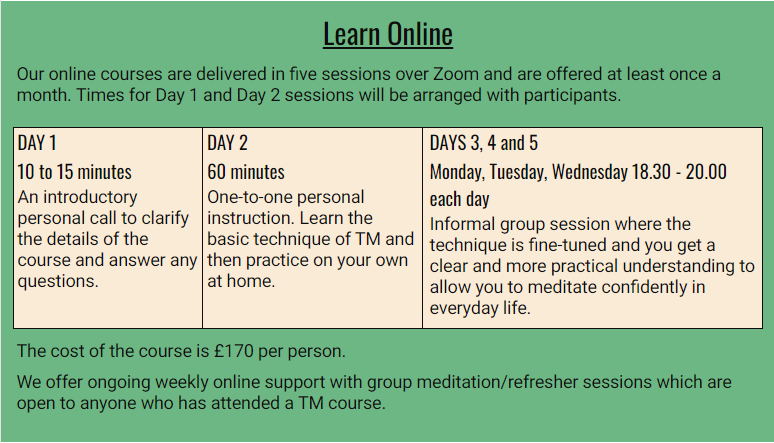 Learn Online
Our online courses are delivered in five sessions over Zoom and are offered at least once a
month. Times for Day 1 and Day 2 sessions will be arranged with participants.
DAY 1
10 to 15 minutes
An introductory
personal call to clarify
the details of the
course and answer any
questions.
DAY 2
60 minutes
One-to-one personal
instruction. Learn the
basic technique of TM and
then practice on your own
at home.
DAYS 3, 4 and 5
Monday, Tuesday, Wednesday 18.30 - 20.00
each day
Informal group session where the
technique is fine-tuned and you get a
clear and more practical understanding to
allow you to meditate confidently in
everyday life.
The cost of the course is £170 per person.
We offer ongoing weekly online support with group meditation/refresher sessions which are
open to anyone who has attended a TM course.